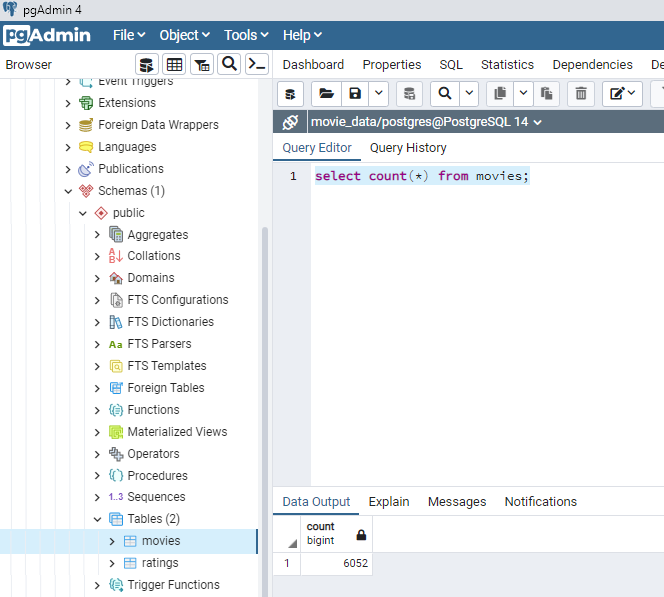 pgAdmin 4
pgAdmin File Object Tools Help
Browser
Dashboard Properties SQL Statistics Dependencies De
Event Triggers
Extensions
Foreign Data Wrappers
Languages
Publications
Schemas (1)
public
Aggregates
Collations
Domains
FTS Configurations
FTS Dictionaries
Aa FTS Parsers
FTS Templates
Foreign Tables
Functions
Materialized Views
Operators
Procedures
1..3 Sequences
Tables (2)
movies
ratings
Trigger Functions
movie_data/postgres@PostgreSQL 14
Query Editor Query History
1 select count(*) from movies;
Data Output Explain Messages Notifications
count
bigint
1 6052